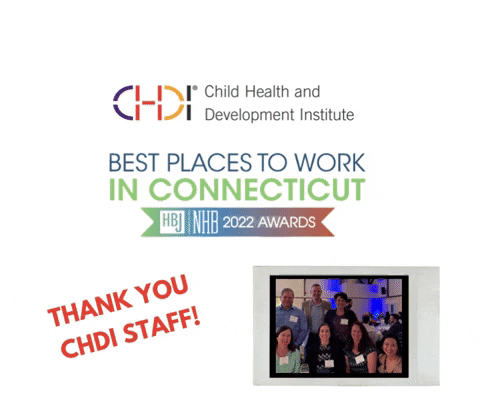 CHDI® Child Health and
Development Institute
BEST PLACES TO WORK
IN CONNECTICUT
HBJ NHB 2022 AWARDS
THANK YOU
CHDI STAFF!